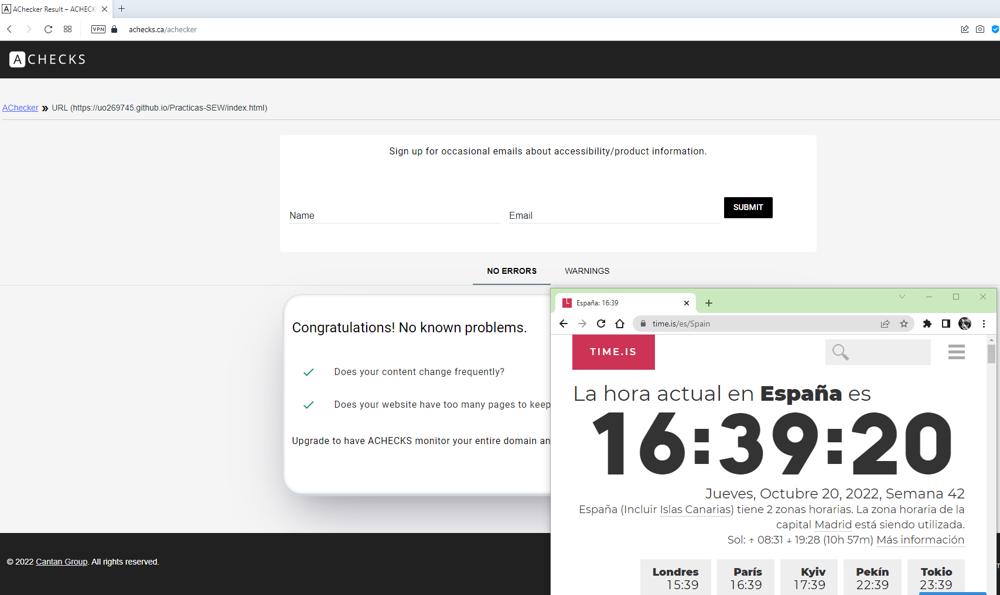 AChecker Result – ACHECK
VPN
achecks.ca/achecker
A CHECKS
AChecker » URL (https://uo269745.github.io/Practicas-SEW/index.html)
Sign up for occasional emails about accessibility/product information.
Name
Email
SUBMIT
NO ERRORS
WARNINGS
Congratulations! No known problems.
Does your content change frequently?
Does your website have too many pages to keep
Upgrade to have ACHECKS monitor your entire domain an
© 2022 Cantan Group. All rights reserved.
España: 16:39
time.is/es/Spain
TIME.IS
La hora actual en España es
16:39:20
Jueves, Octubre 20, 2022, Semana 42
España (Incluir Islas Canarias) tiene 2 zonas horarias. La zona horaria de la
capital Madrid está siendo utilizada.
Sol: ↑ 08:31 ↓ 19:28 (10h 57m) Más información
Londres
15:39
París
16:39
Kyiv
17:39
Pekín
22:39
Tokio
23:39